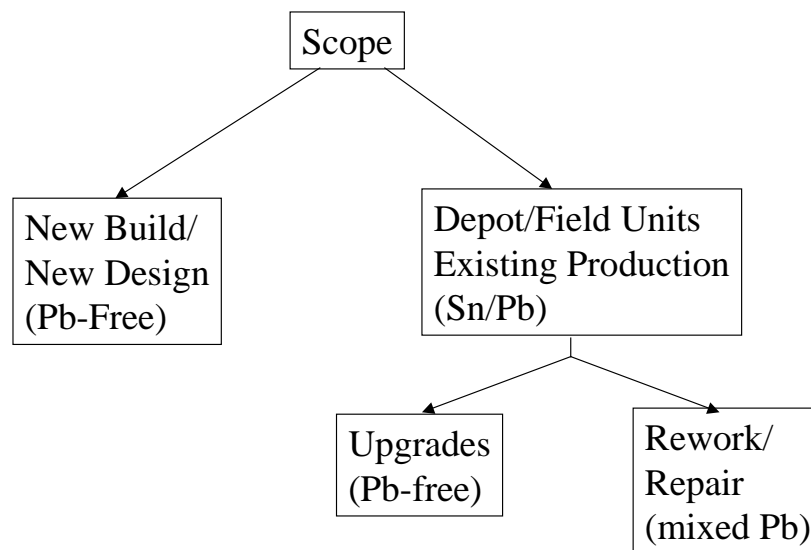 Scope
New Build/
New Design
(Pb-Free)
Depot/Field Units
Existing Production
(Sn/Pb)
Upgrades
(Pb-free)
Rework/
Repair
(mixed Pb)